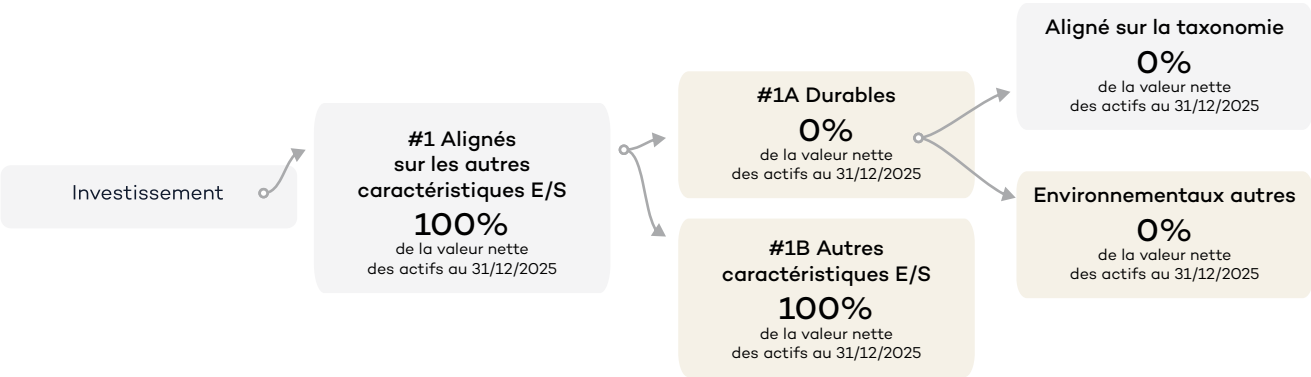 Investissement
#1 Alignés
sur les autres
caractéristiques E/S
100%
de la valeur nette
des actifs au 31/12/2025
#1A Durables
0%
de la valeur nette
des actifs au 31/12/2025
#1B Autres
caractéristiques E/S
100%
de la valeur nette
des actifs au 31/12/2025
Aligné sur la taxonomie
0%
de la valeur nette
des actifs au 31/12/2025
Environnementaux autres
0%
de la valeur nette
des actifs au 31/12/2025